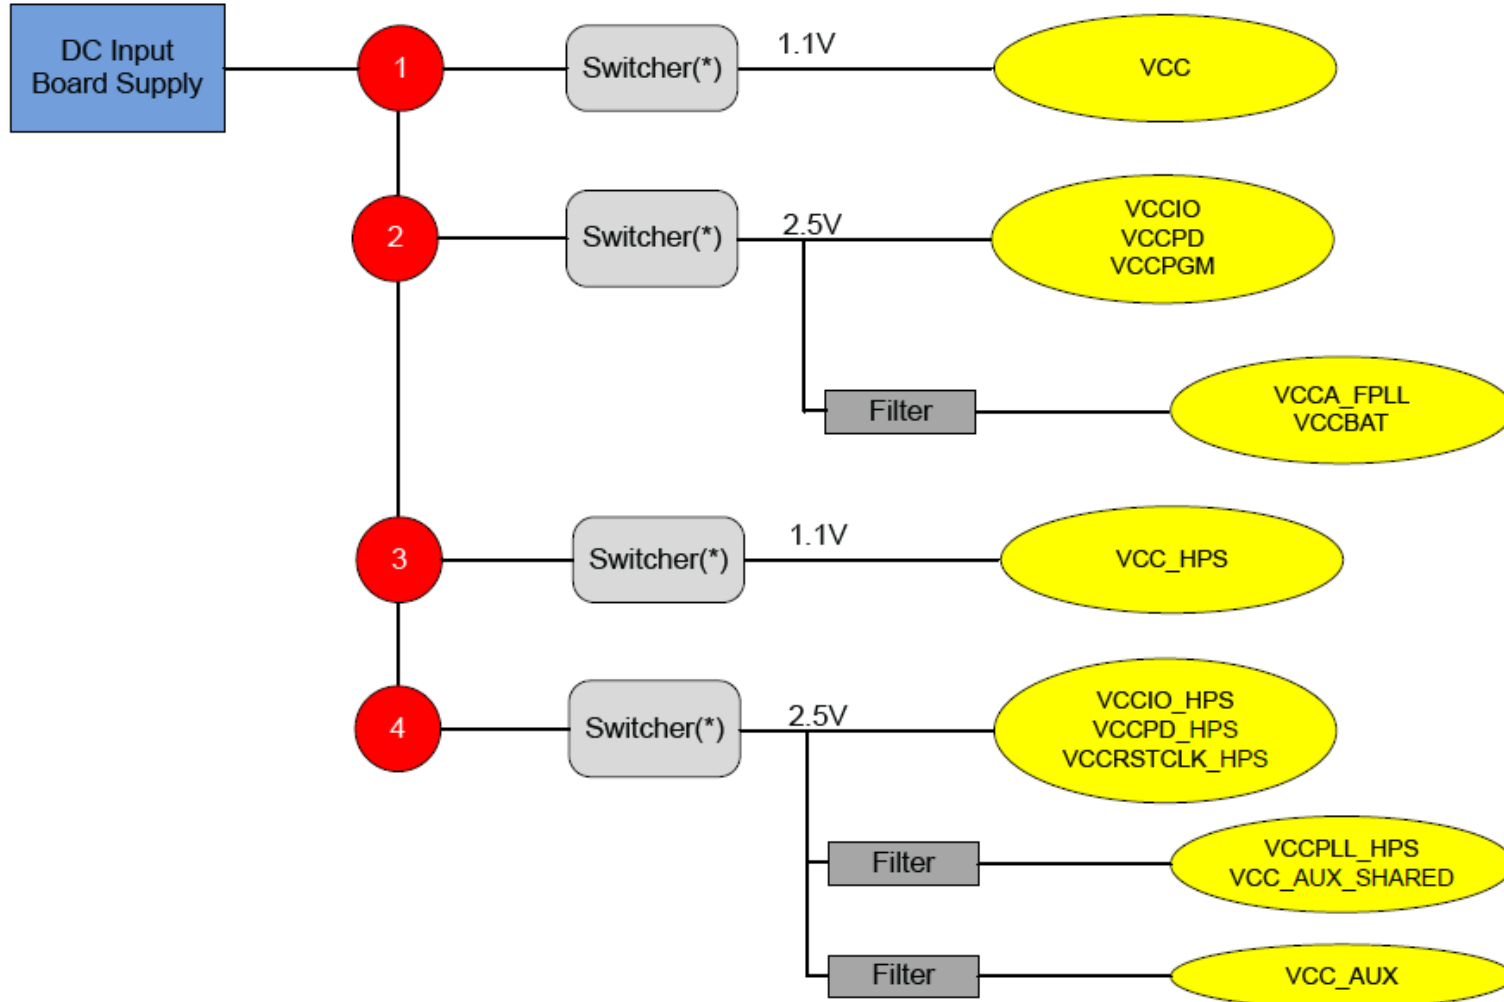 DC Input
Board Supply
1
Switcher(*)
1.1V
VCC
2
Switcher(*)
2.5V
VCCIO
VCCPD
VCCPGM
Filter
VCCA_FPLL
VCCBAT
3
Switcher(*)
1.1V
VCC_HPS
4
Switcher(*)
2.5V
VCCIO_HPS
VCCPD_HPS
VCCRSTCLK_HPS
Filter
VCCPLL_HPS
VCC_AUX_SHARED
Filter
VCC_AUX